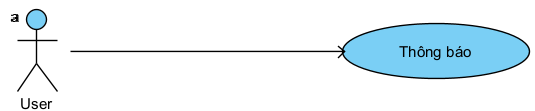 a
Thông báo
User